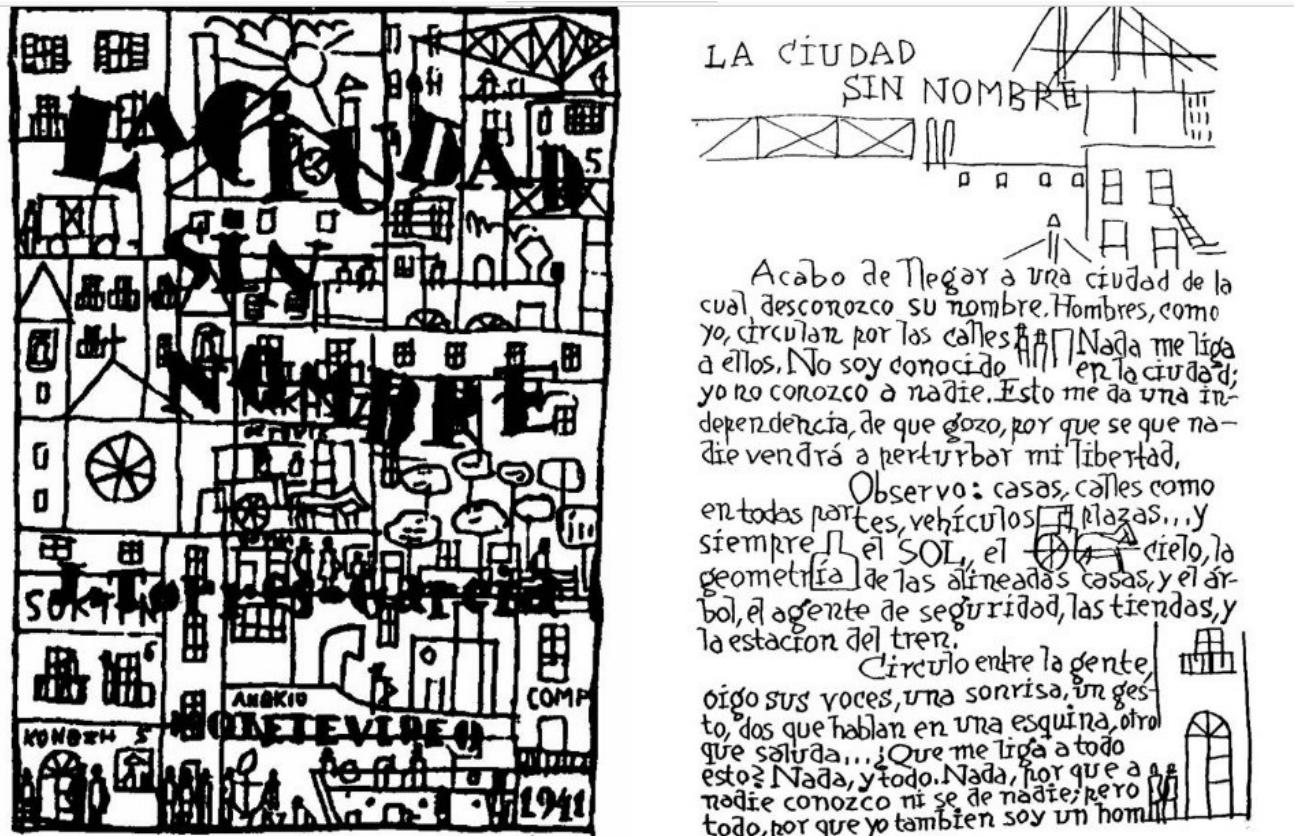 LA CIUDAD
SIN
NOMBRE
J. TORRES-GARCIA
MONTEVIDEO
1941
4
5
6
ANDKIO
COMP
5
LA CIUDAD
SIN NOMBRE
Acabo de llegar a una ciudad de la
cual desconozco su nombre. Hombres, como
yo, circulan por las calles Nada me liga
a ellos. No soy conocido en la ciudad;
yo no conozco a nadie. Esto me da una in-
dependencia, de que gozo, por que se que na-
die vendrá a perturbar mi libertad,
Observo: casas, calles como
en todas partes, vehículos plazas...y
siempre el SOL, el cielo, la
geometría de las alineadas casas, y el ár-
bol, el agente de seguridad, las tiendas, y
la estacion del tren.
Circulo entre la gente,
oigo sus voces, una sonrisa, un ges-
to, dos que hablan en una esquina, otro
que saluda...¿Que me liga a todo
esto? Nada, y todo. Nada, por que a
nadie conozco ni se de nadie; pero
todo, por que yo tambien soy un hom